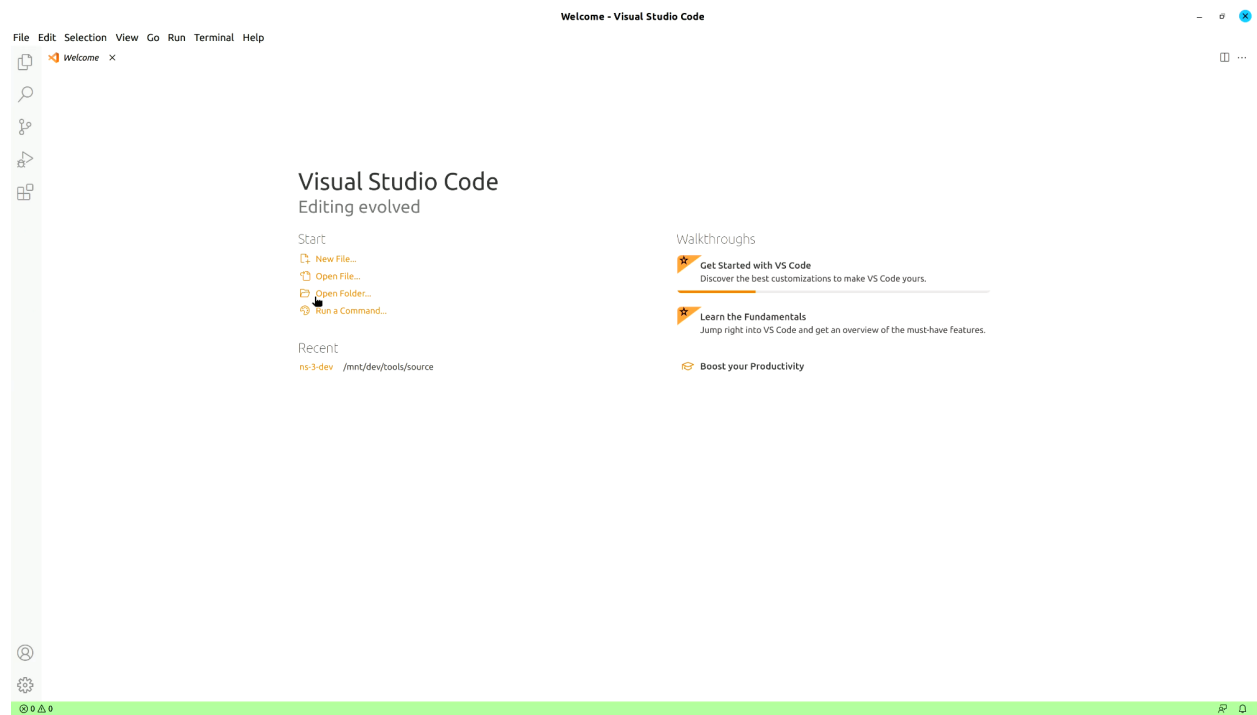 Welcome - Visual Studio Code
File Edit Selection View Go Run Terminal Help
Welcome
Visual Studio Code
Editing evolved
Start
New File...
Open File...
Open Folder...
Run a Command...
Recent
ns-3-dev /mnt/dev/tools/source
Walkthroughs
Get Started with VS Code
Discover the best customizations to make VS Code yours.
Learn the Fundamentals
Jump right into VS Code and get an overview of the must-have features.
Boost your Productivity
0 0